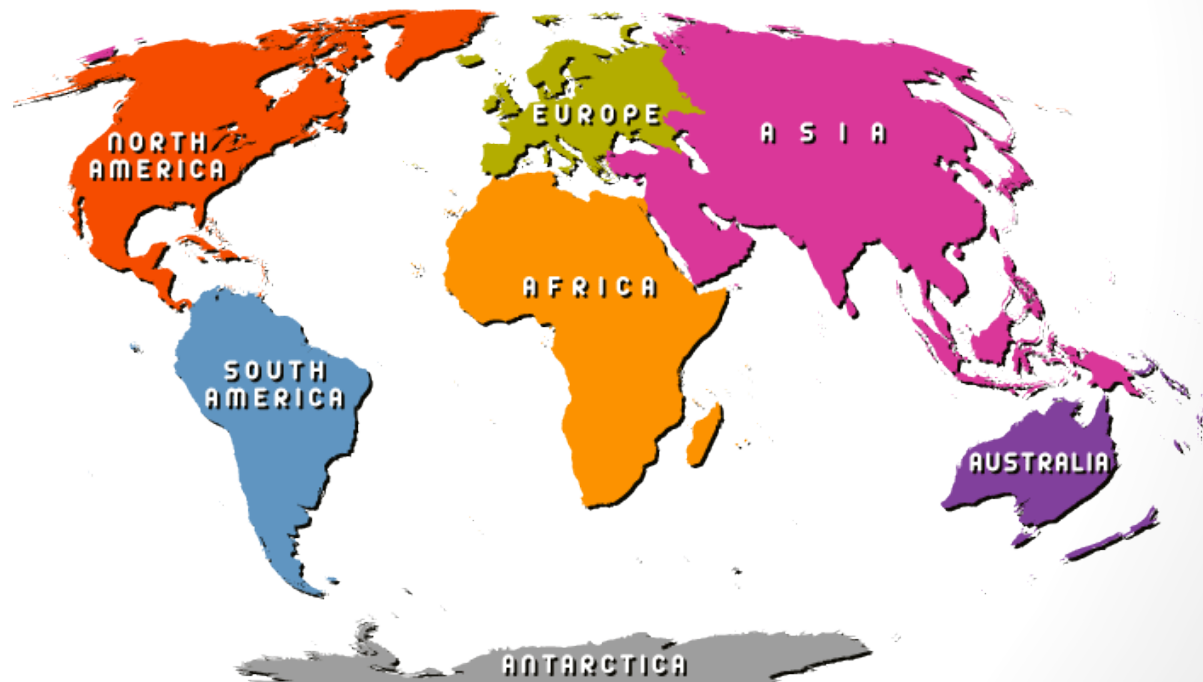 NORTH
AMERICA
EUROPE
ASIA
AFRICA
SOUTH
AMERICA
AUSTRALIA
ANTARCTICA